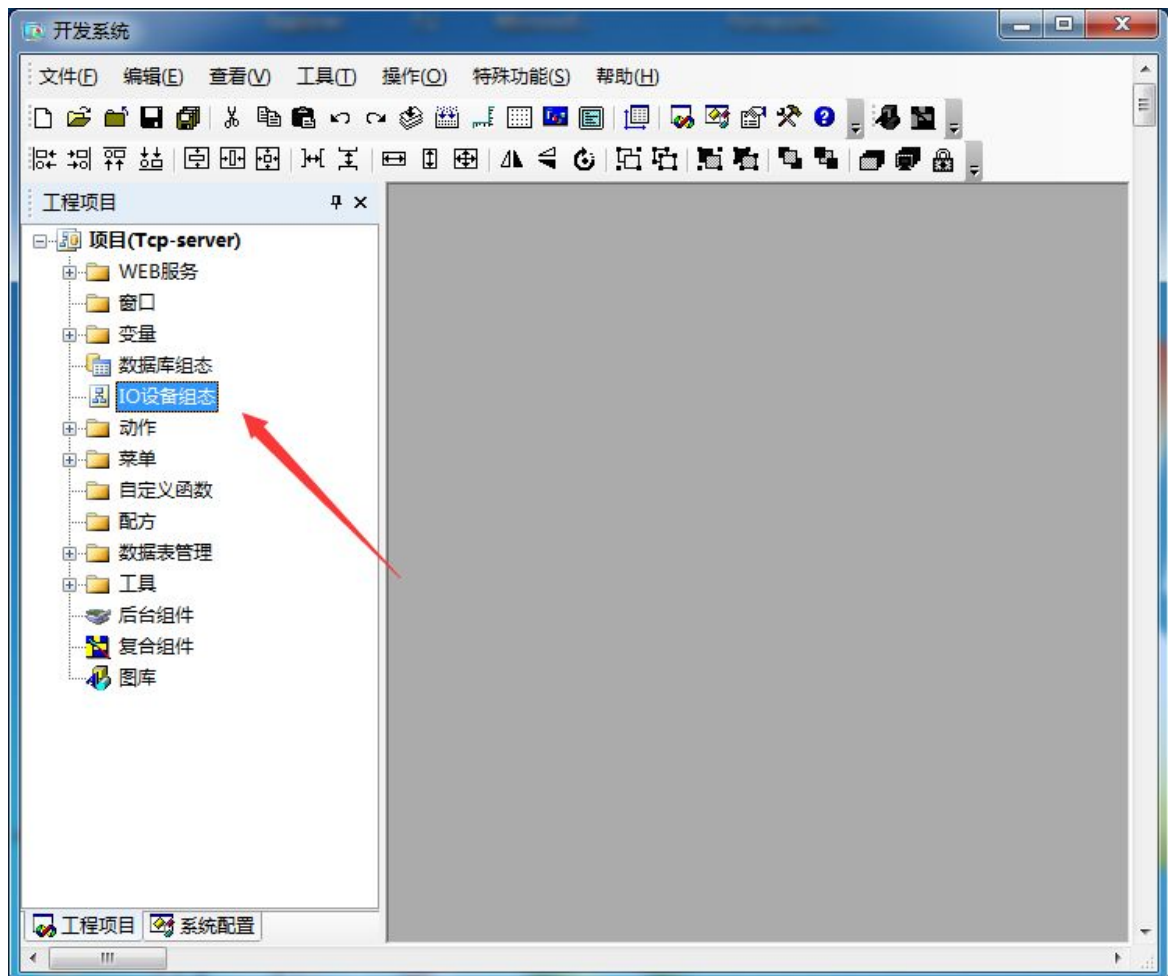 开发系统
文件(F) 编辑(E) 查看(V) 工具(T) 操作(O) 特殊功能(S) 帮助(H)
工程项目
项目(Tcp-server)
WEB服务
窗口
变量
数据库组态
IO设备组态
动作
菜单
自定义函数
配方
数据表管理
工具
后台组件
复合组件
图库
工程项目 系统配置